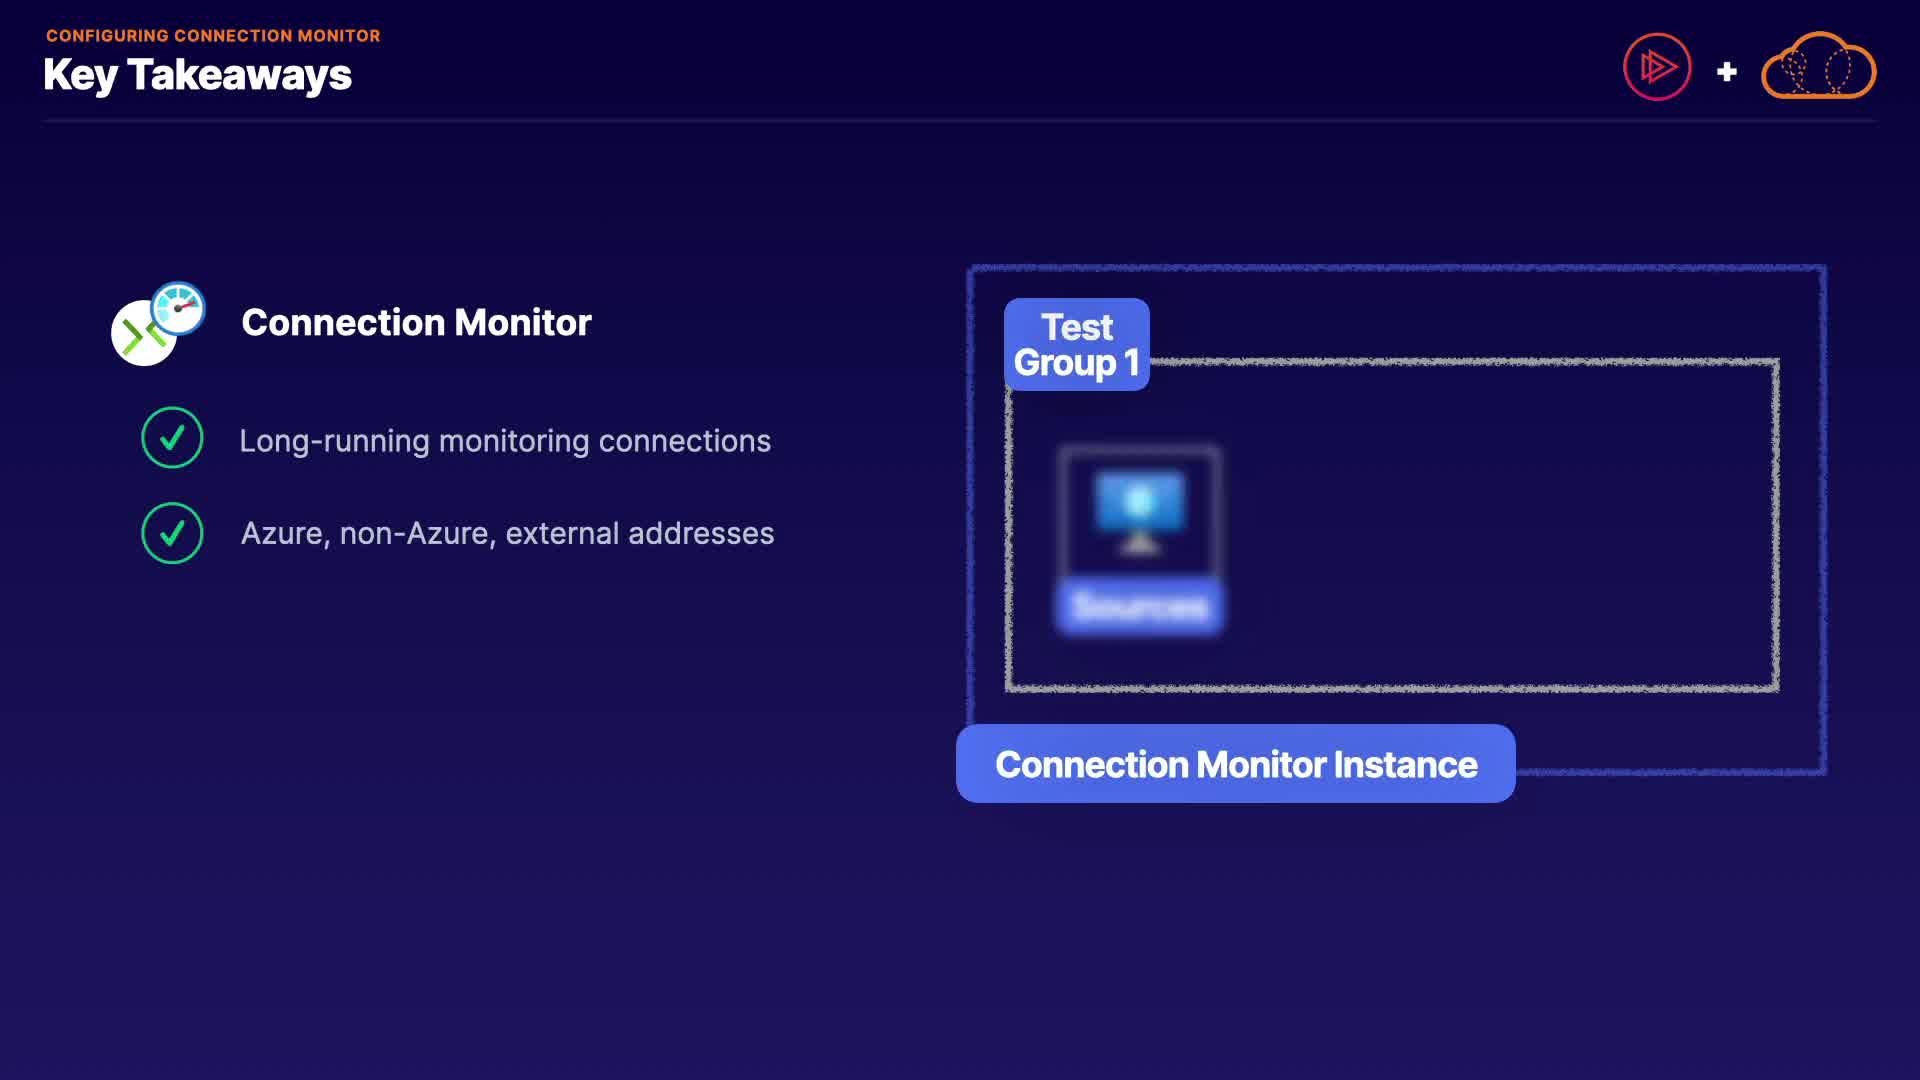 CONFIGURING CONNECTION MONITOR
Key Takeaways
Connection Monitor
Long-running monitoring connections
Azure, non-Azure, external addresses
Test
Group 1
Sources
Connection Monitor Instance